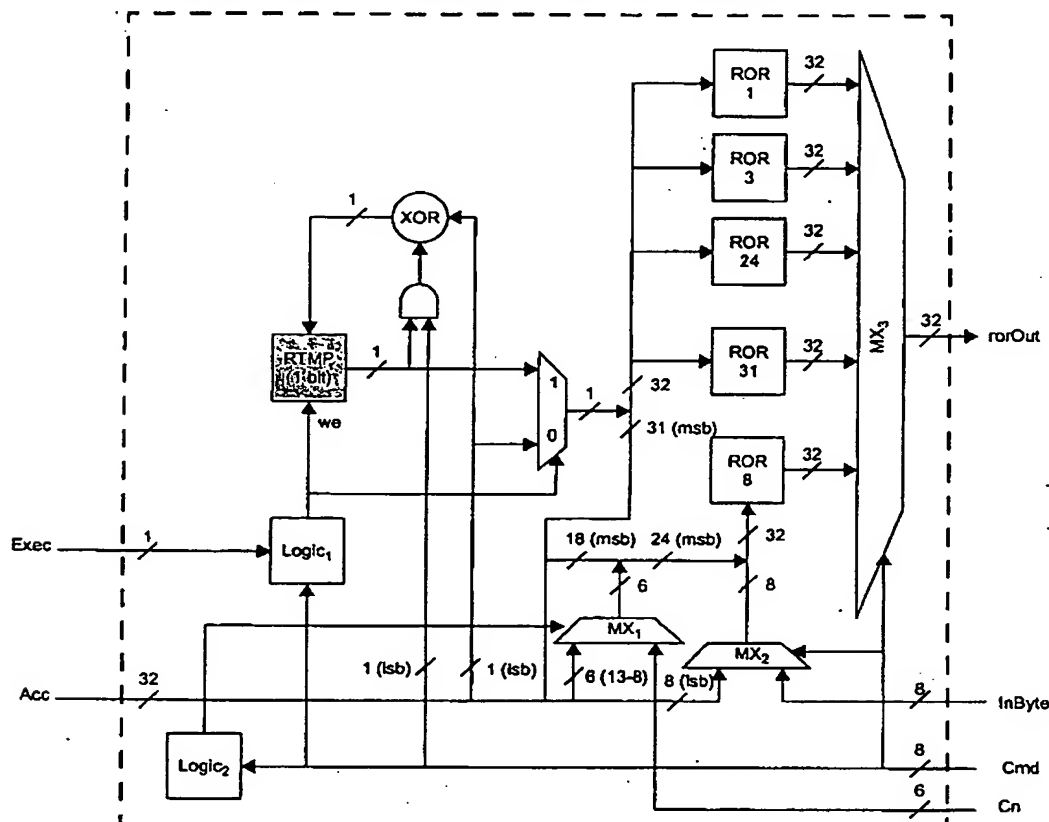 32
ROR
1
32
ROR
3
1
XOR
32
ROR
24
RTMP
(1 bit)
1
we
1
0
1
32
31 (msb)
32
ROR
31
MX3
32
rorOut
32
ROR
8
Exec
1
Logic1
18 (msb)
24 (msb)
32
6
8
MX1
MX2
1 (lsb)
1 (lsb)
6 (13-8)
8 (lsb)
Acc
32
8
InByte
Logic2
8
Cmd
6
Cn